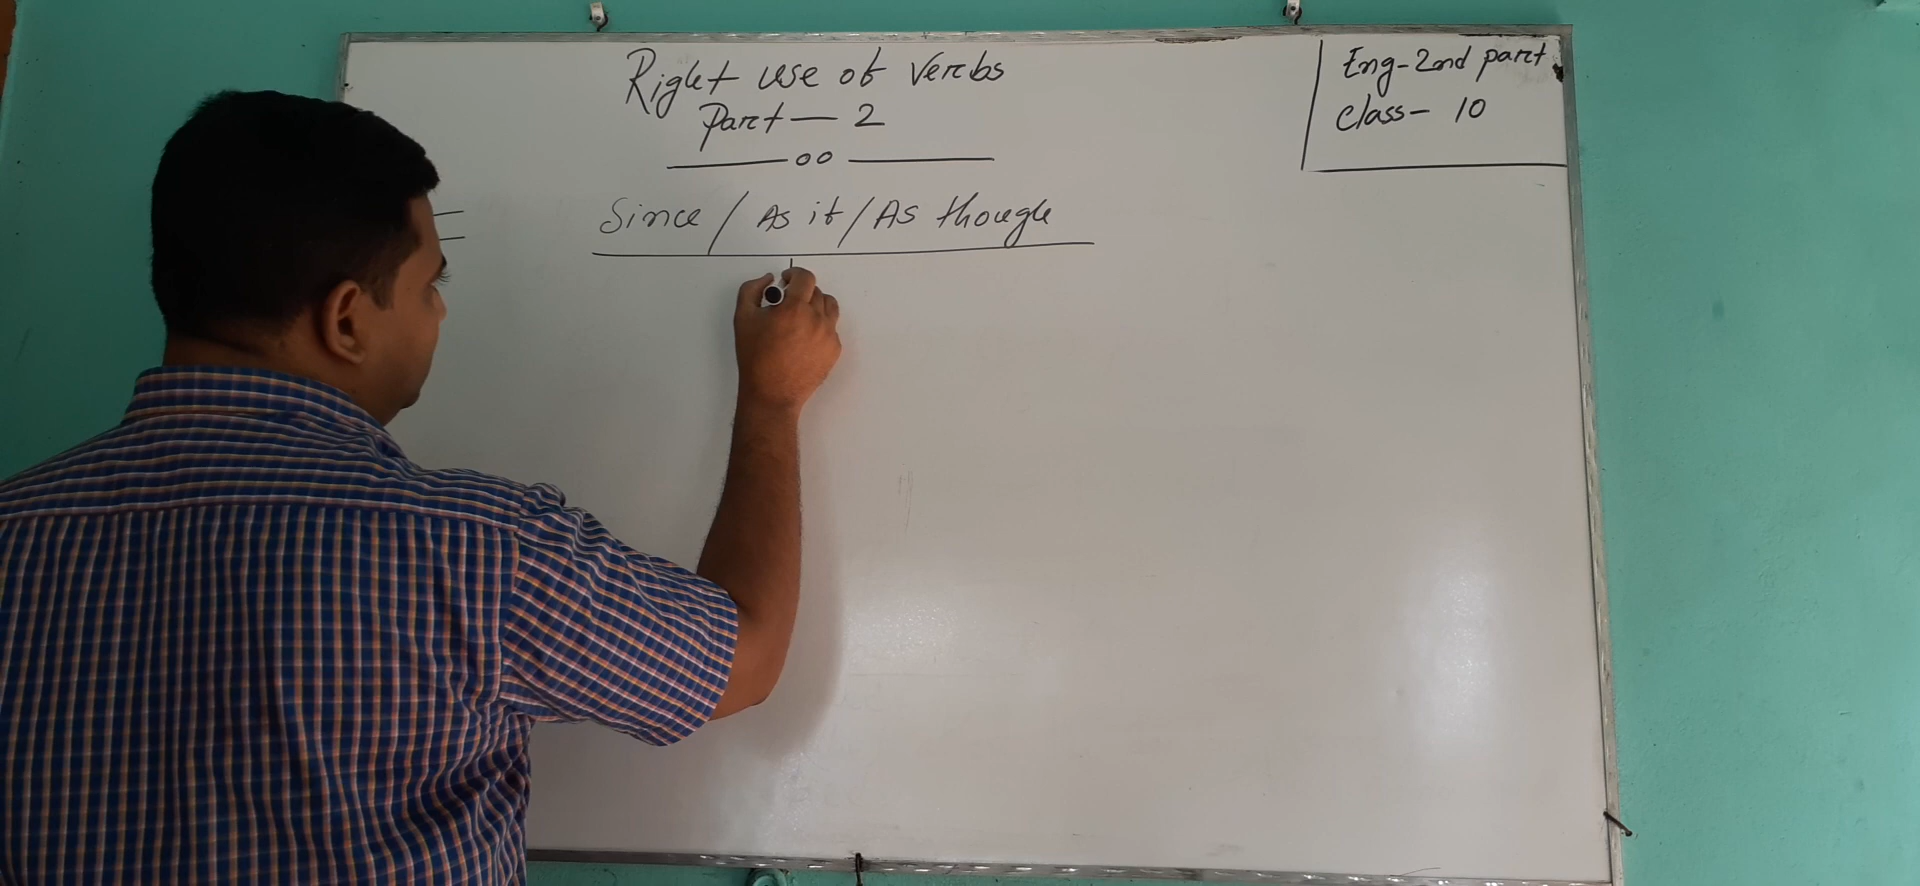 Right use of Verbs
Part — 2
Since / As if / As though
Eng-2nd part
Class- 10